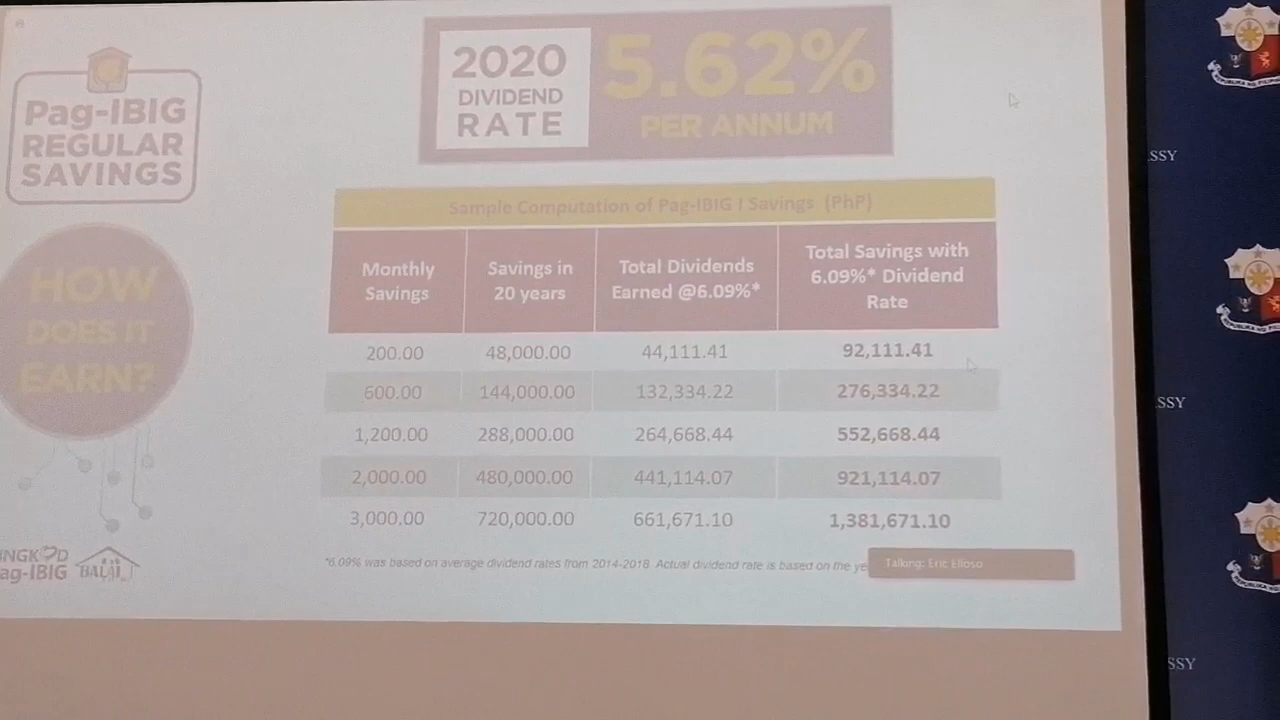 2020
DIVIDEND
RATE
5.62%
PER ANNUM
Pag-IBIG
REGULAR
SAVINGS
HOW
DOES IT
EARN?
Sample Computation of Pag-IBIG I Savings (PhP)
Monthly Savings Savings in 20 years Total Dividends Earned @6.09%* Total Savings with 6.09%* Dividend Rate
200.00 48,000.00 44,111.41 92,111.41
600.00 144,000.00 132,334.22 276,334.22
1,200.00 288,000.00 264,668.44 552,668.44
2,000.00 480,000.00 441,114.07 921,114.07
3,000.00 720,000.00 661,671.10 1,381,671.10
*6.09% was based on average dividend rates from 2014-2018. Actual dividend rate is based on the ye
Talking: Eric Elloso
NGK D
ag-IBIG
BALAI
SSY
SSY
SSY